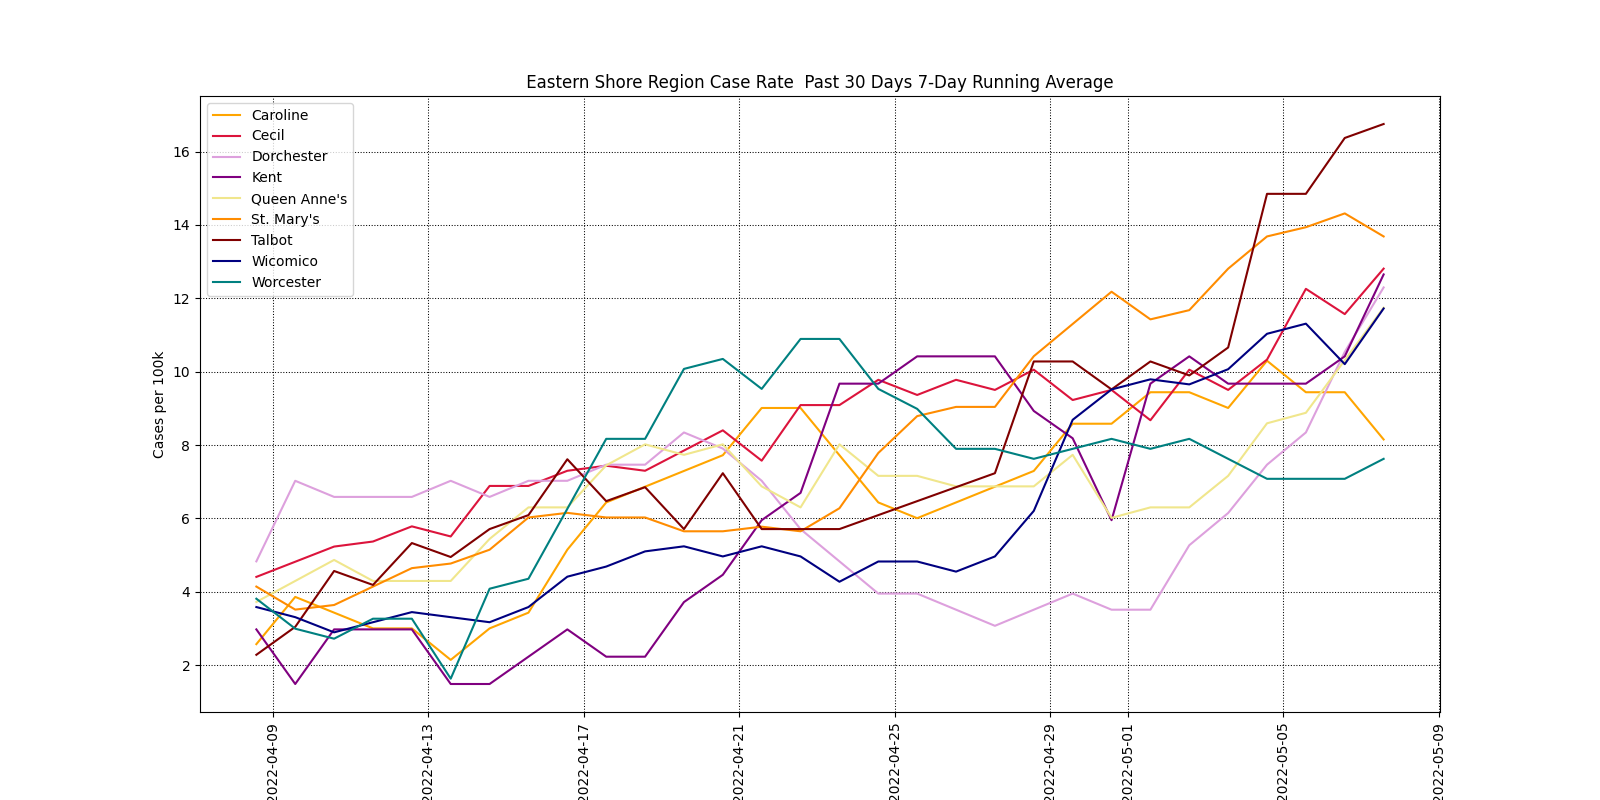 Eastern Shore Region Case Rate  Past 30 Days 7-Day Running Average
Caroline
Cecil
Dorchester
Kent
Queen Anne's
St. Mary's
Talbot
Wicomico
Worcester
Cases per 100k
16
14
12
10
8
6
4
2
2022-04-09
2022-04-13
2022-04-17
2022-04-21
2022-04-25
2022-04-29
2022-05-01
2022-05-05
2022-05-09